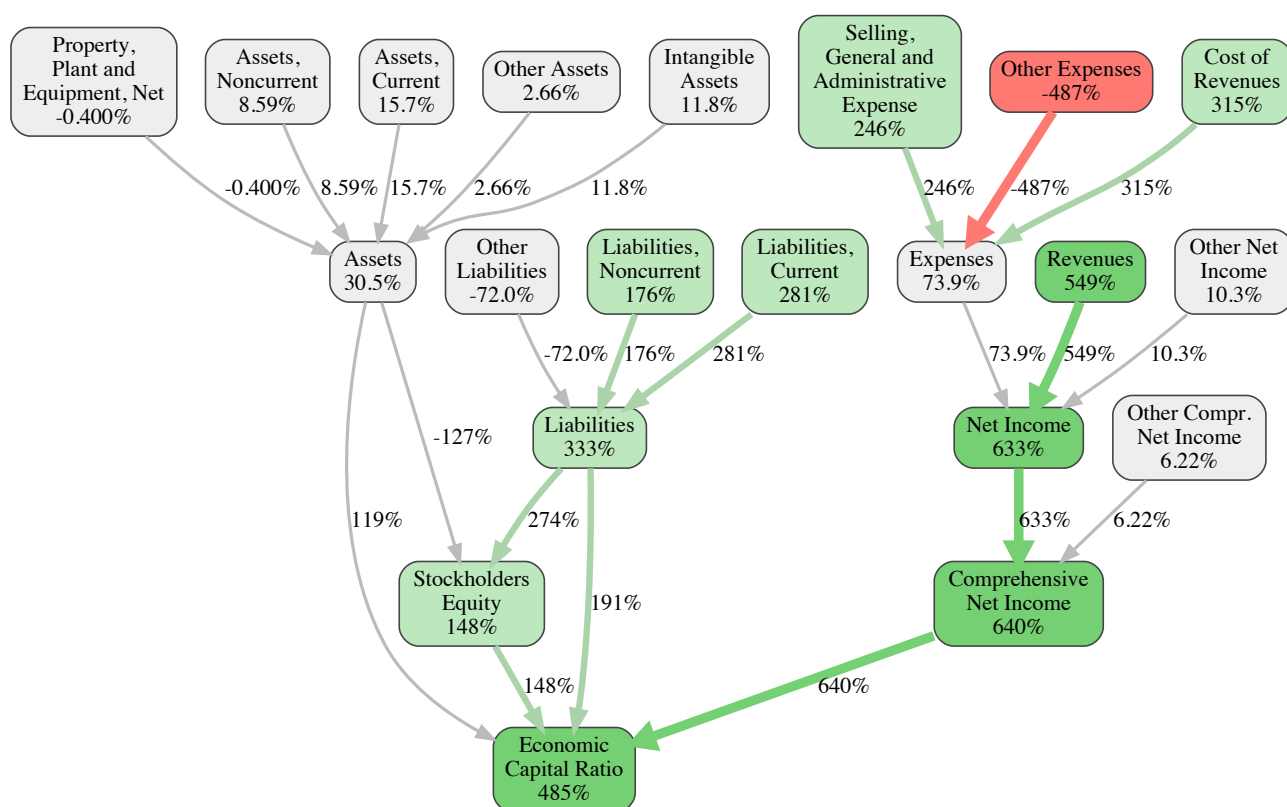 Property,
Plant and
Equipment, Net
-0.400%
Assets,
Noncurrent
8.59%
Assets,
Current
15.7%
Other Assets
2.66%
Intangible
Assets
11.8%
Selling,
General and
Administrative
Expense
246%
Other Expenses
-487%
Cost of
Revenues
315%
-0.400%
8.59%
15.7%
2.66%
11.8%
246%
-487%
315%
Assets
30.5%
Other
Liabilities
-72.0%
Liabilities,
Noncurrent
176%
Liabilities,
Current
281%
Expenses
73.9%
Revenues
549%
Other Net
Income
10.3%
-72.0%
176%
281%
73.9%
549%
10.3%
-127%
Liabilities
333%
Net Income
633%
Other Compr.
Net Income
6.22%
119%
274%
633%
6.22%
Stockholders
Equity
148%
191%
Comprehensive
Net Income
640%
148%
640%
Economic
Capital Ratio
485%